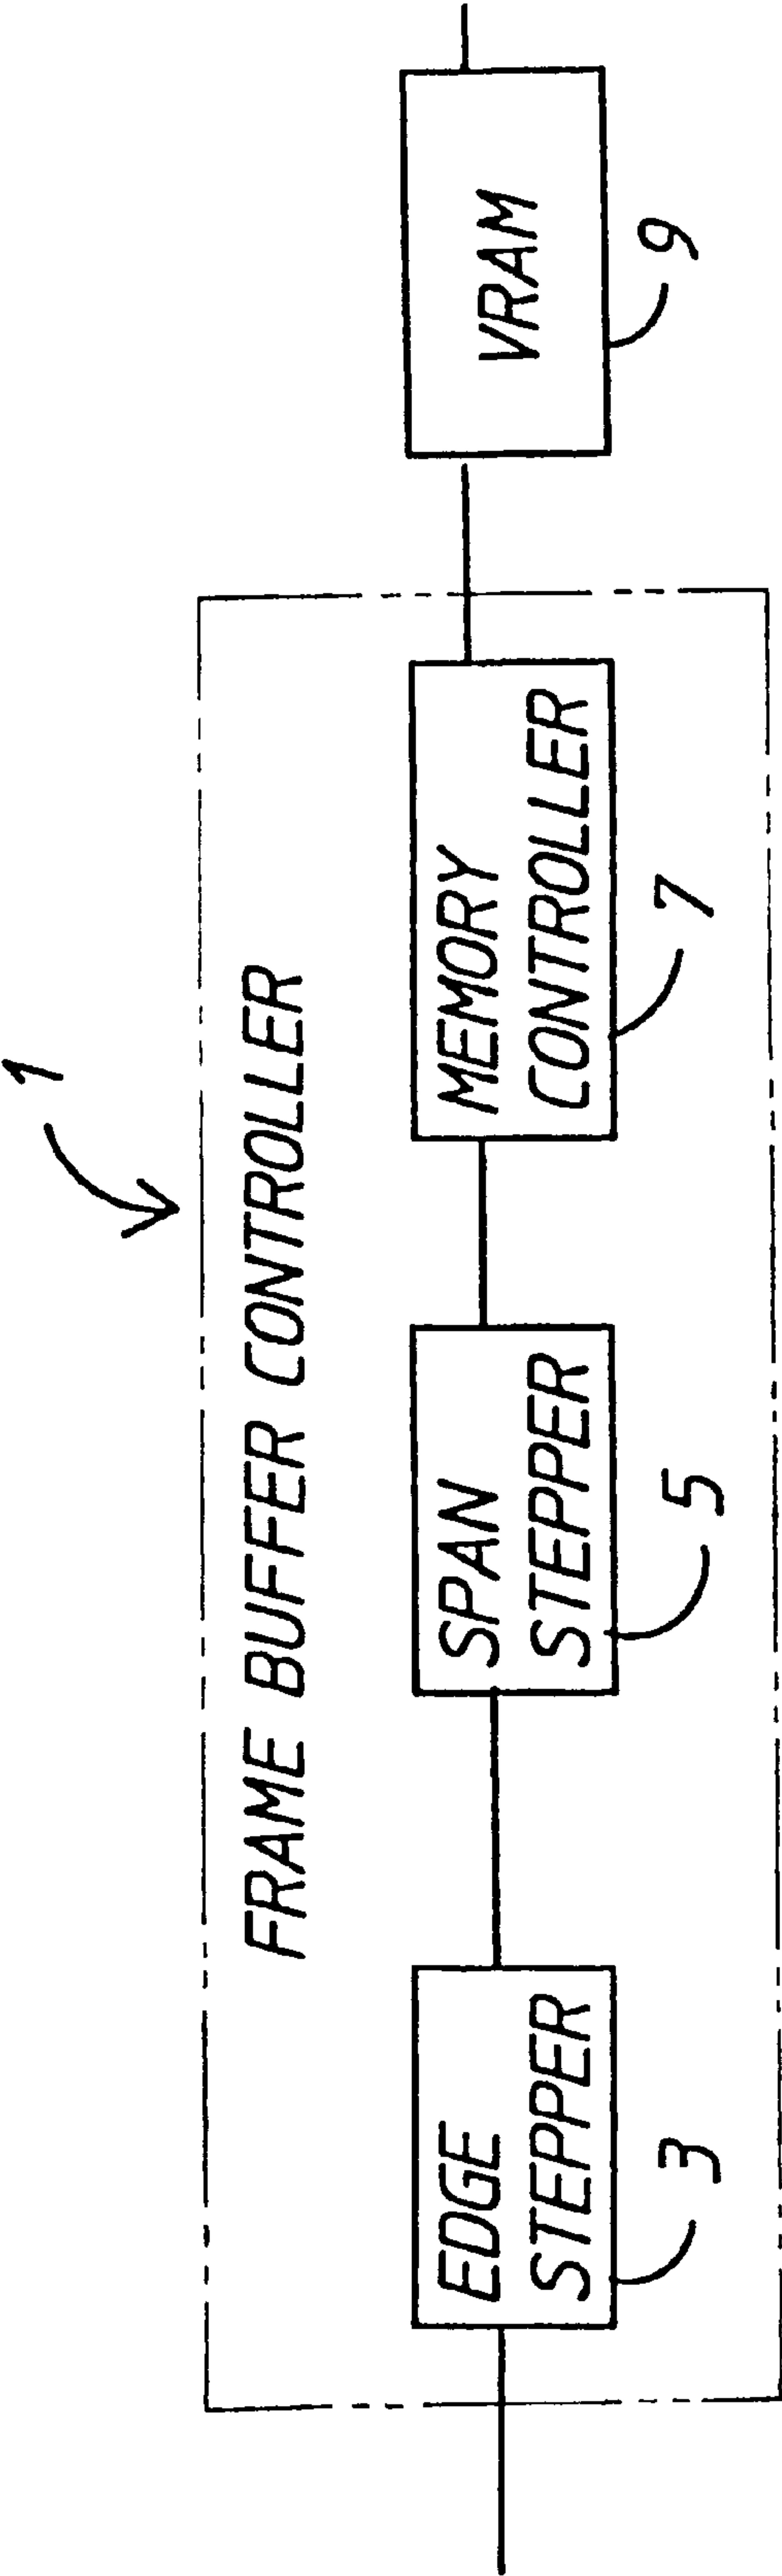 1
FRAME BUFFER CONTROLLER
EDGE
STEPPER
3
SPAN
STEPPER
5
MEMORY
CONTROLLER
7
VRAM
9